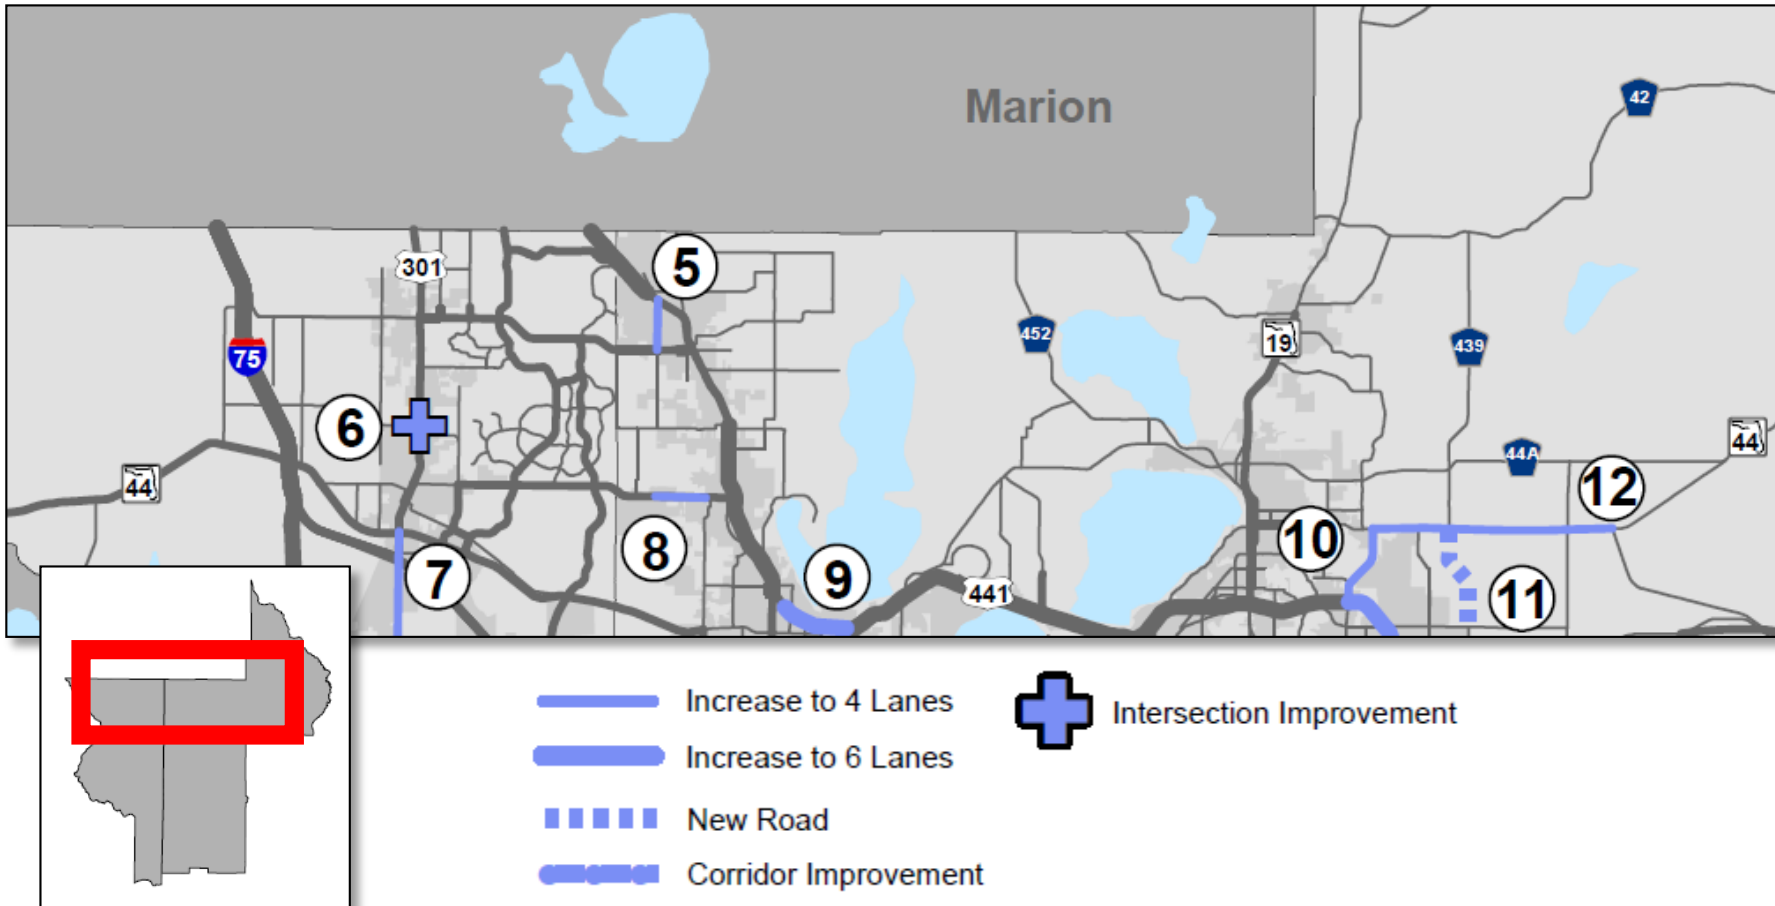 Marion
42
5
301
452
19
439
75
6
44
44A
44
12
7
8
9
10
441
11
Increase to 4 Lanes
Intersection Improvement
Increase to 6 Lanes
New Road
Corridor Improvement